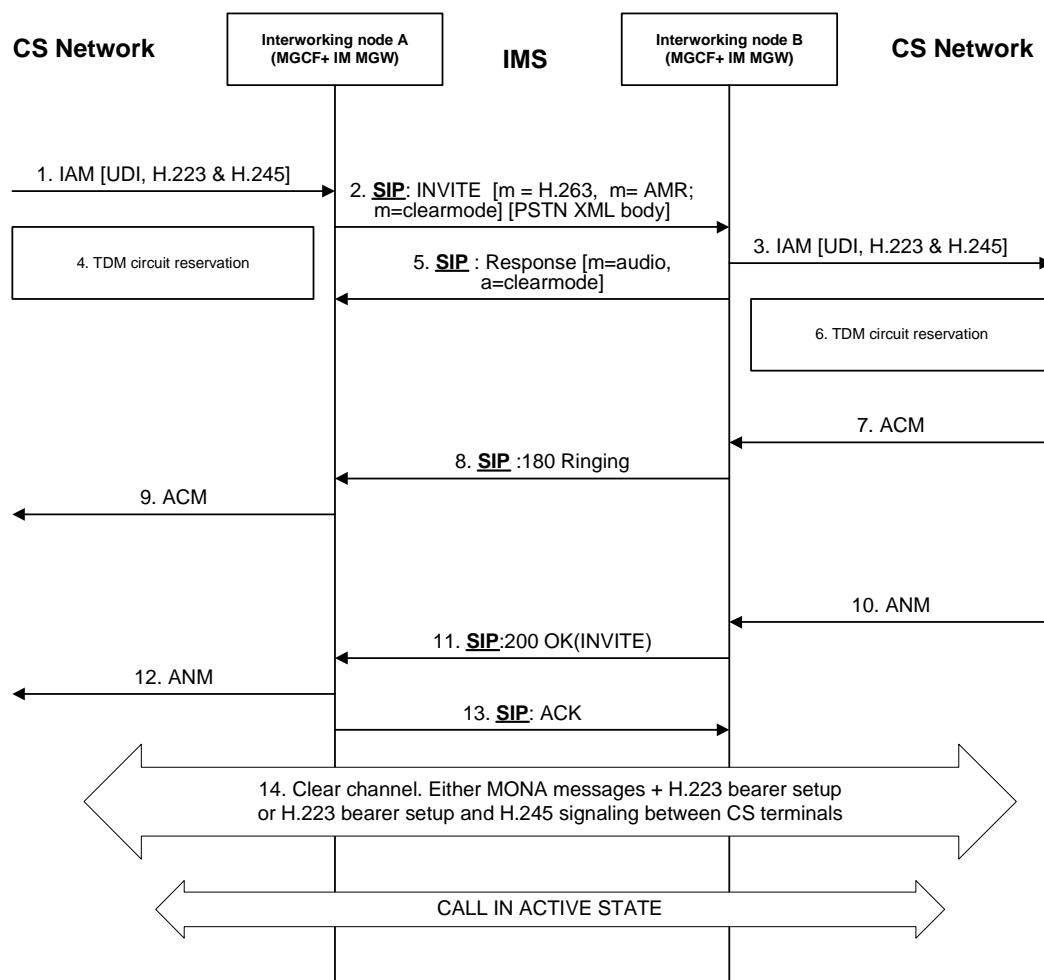 CS Network
Interworking node A
(MGCF+ IM MGW)
IMS
Interworking node B
(MGCF+ IM MGW)
CS Network
1. IAM [UDI, H.223 & H.245]
2. SIP: INVITE [m = H.263, m= AMR;
m=clearmode] [PSTN XML body]
3. IAM [UDI, H.223 & H.245]
4. TDM circuit reservation
5. SIP : Response [m=audio,
a=clearmode]
6. TDM circuit reservation
7. ACM
8. SIP :180 Ringing
9. ACM
10. ANM
11. SIP:200 OK(INVITE)
12. ANM
13. SIP: ACK
14. Clear channel. Either MONA messages + H.223 bearer setup
or H.223 bearer setup and H.245 signaling between CS terminals
CALL IN ACTIVE STATE